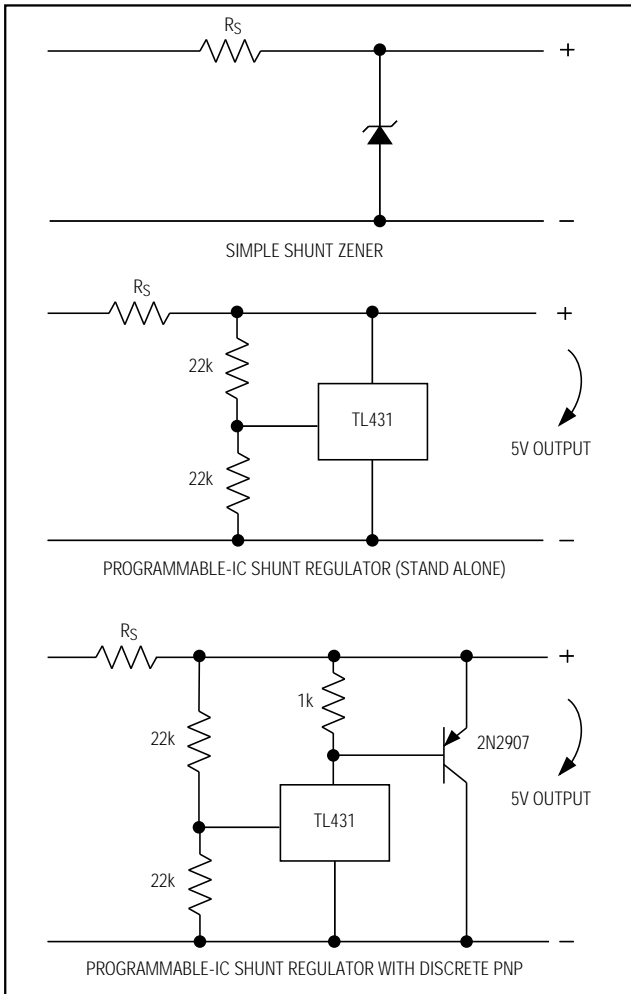 RS
+
−
SIMPLE SHUNT ZENER
RS
+
22k
TL431
5V OUTPUT
22k
−
PROGRAMMABLE-IC SHUNT REGULATOR (STAND ALONE)
RS
+
1k
22k
2N2907
5V OUTPUT
TL431
22k
−
PROGRAMMABLE-IC SHUNT REGULATOR WITH DISCRETE PNP